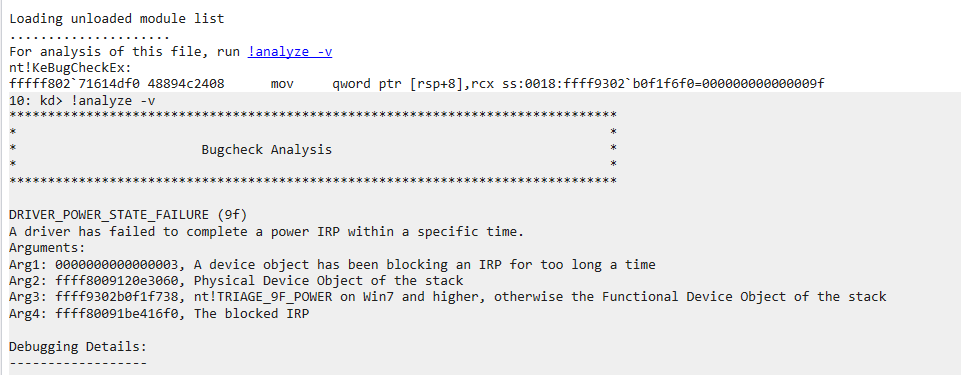 Loading unloaded module list
.....................
For analysis of this file, run !analyze -v
nt!KeBugCheckEx:
fffff802`71614df0 48894c2408      mov     qword ptr [rsp+8],rcx ss:0018:ffff9302`b0f1f6f0=000000000000009f
10: kd> !analyze -v
*******************************************************************************
*                                                                             *
*                        Bugcheck Analysis                                    *
*                                                                             *
*******************************************************************************

DRIVER_POWER_STATE_FAILURE (9f)
A driver has failed to complete a power IRP within a specific time.
Arguments:
Arg1: 0000000000000003, A device object has been blocking an IRP for too long a time
Arg2: ffff8009120e3060, Physical Device Object of the stack
Arg3: ffff9302b0f1f738, nt!TRIAGE_9F_POWER on Win7 and higher, otherwise the Functional Device Object of the stack
Arg4: ffff80091be416f0, The blocked IRP

Debugging Details:
------------------